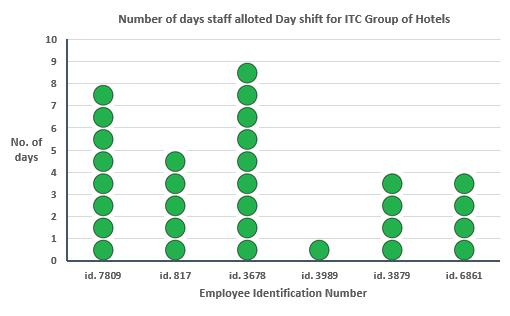 Number of days staff alloted Day shift for ITC Group of Hotels
10
9
8
7
6
5
4
3
2
1
0
No. of
days
id. 7809 id. 817 id. 3678 id. 3989 id. 3879 id. 6861
Employee Identification Number